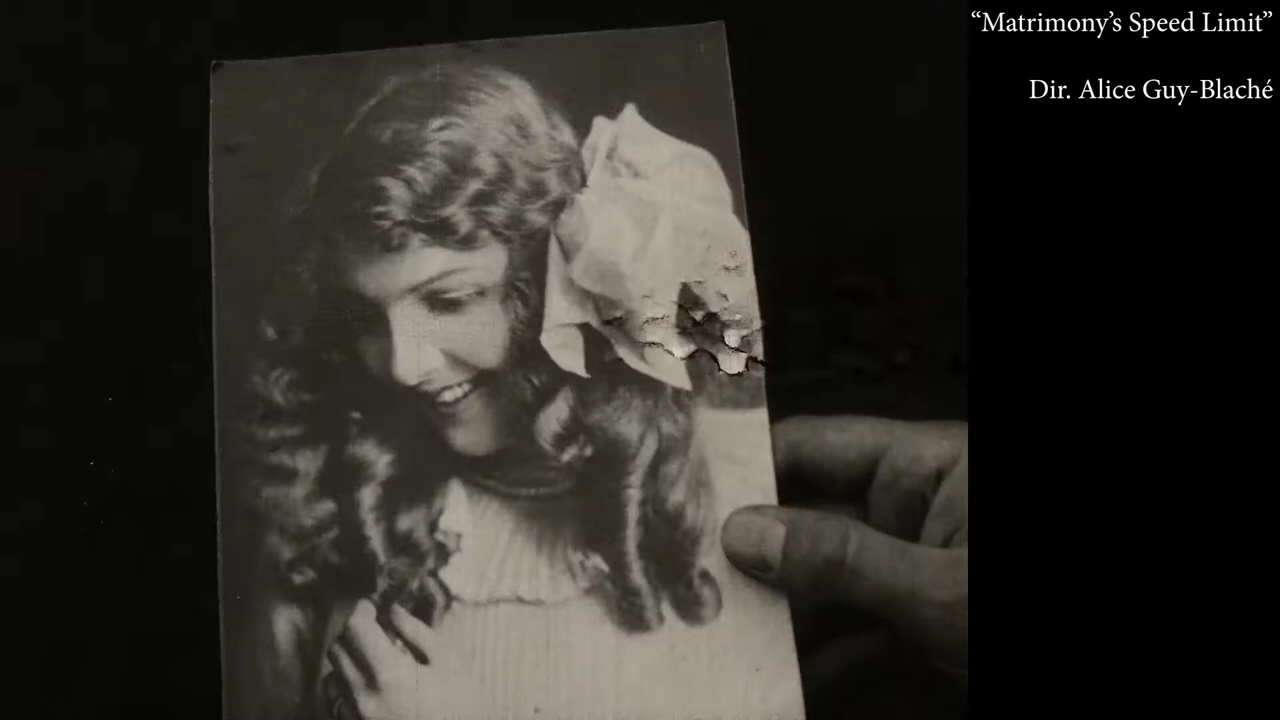 “Matrimony’s Speed Limit”
Dir. Alice Guy-Blaché